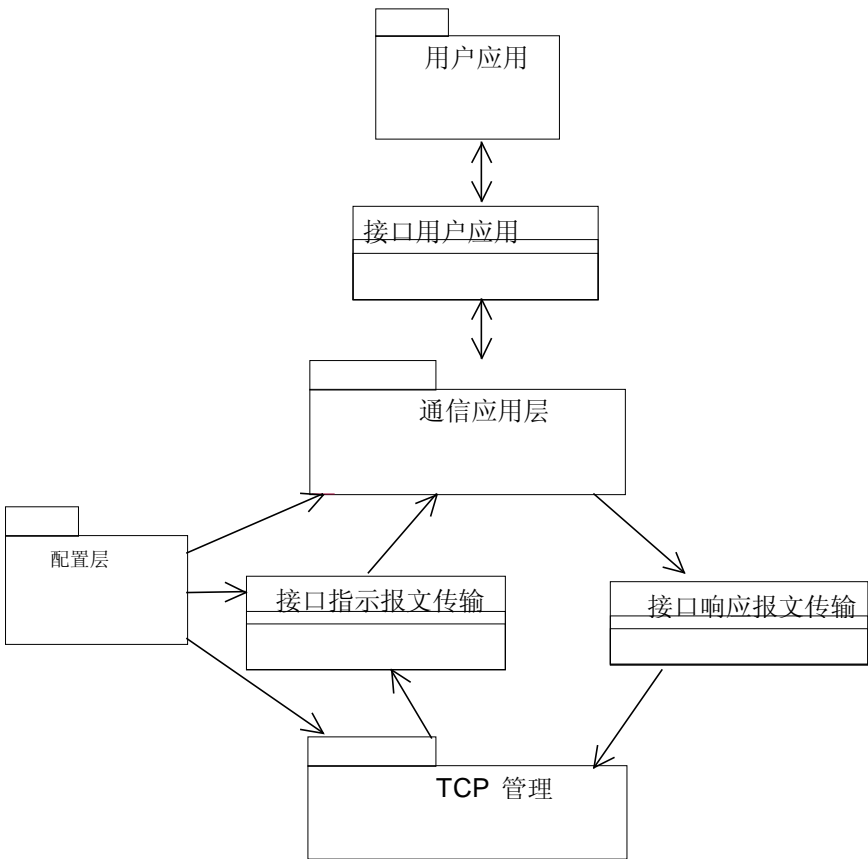 用户应用
接口用户应用
通信应用层
配置层
接口指示报文传输
接口响应报文传输
TCP 管理